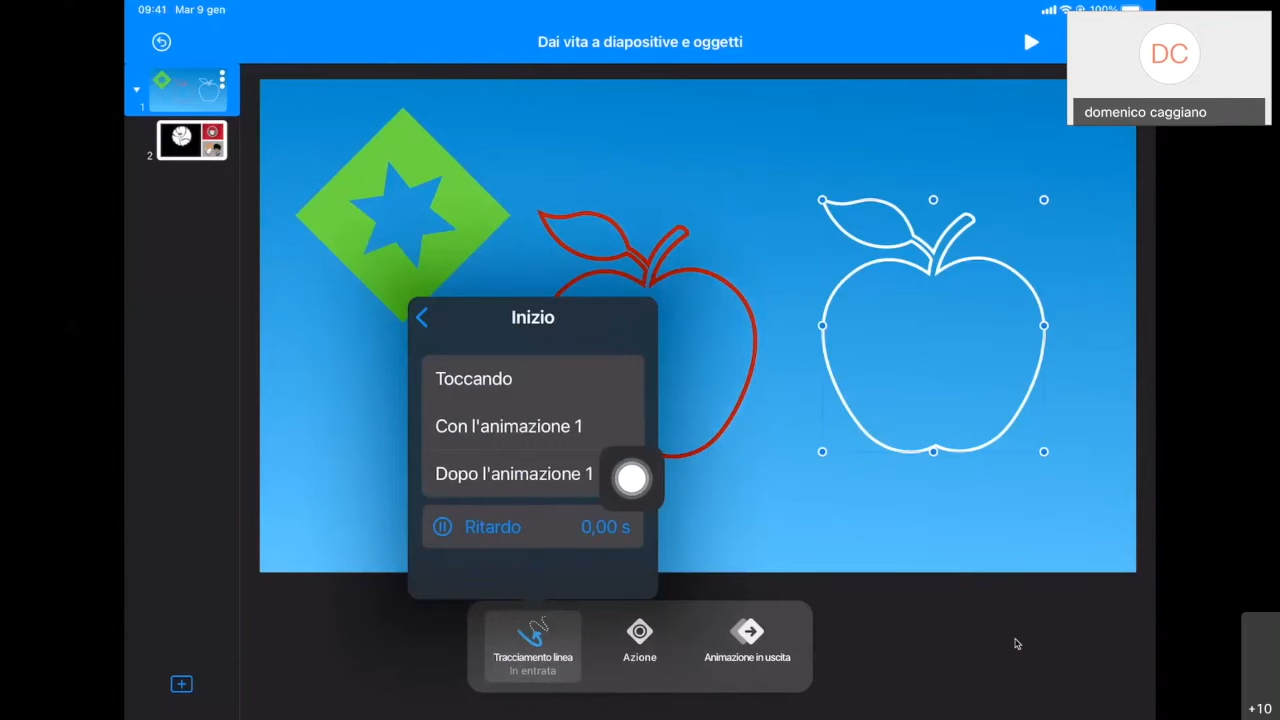 09:41 Mar 9 gen
100%
Dai vita a diapositive e oggetti
DC
domenico caggiano
1
2
Inizio
Toccando
Con l'animazione 1
Dopo l'animazione 1
Ritardo 0,00 s
Tracciamento linea
In entrata
Azione
Animazione in uscita
+10